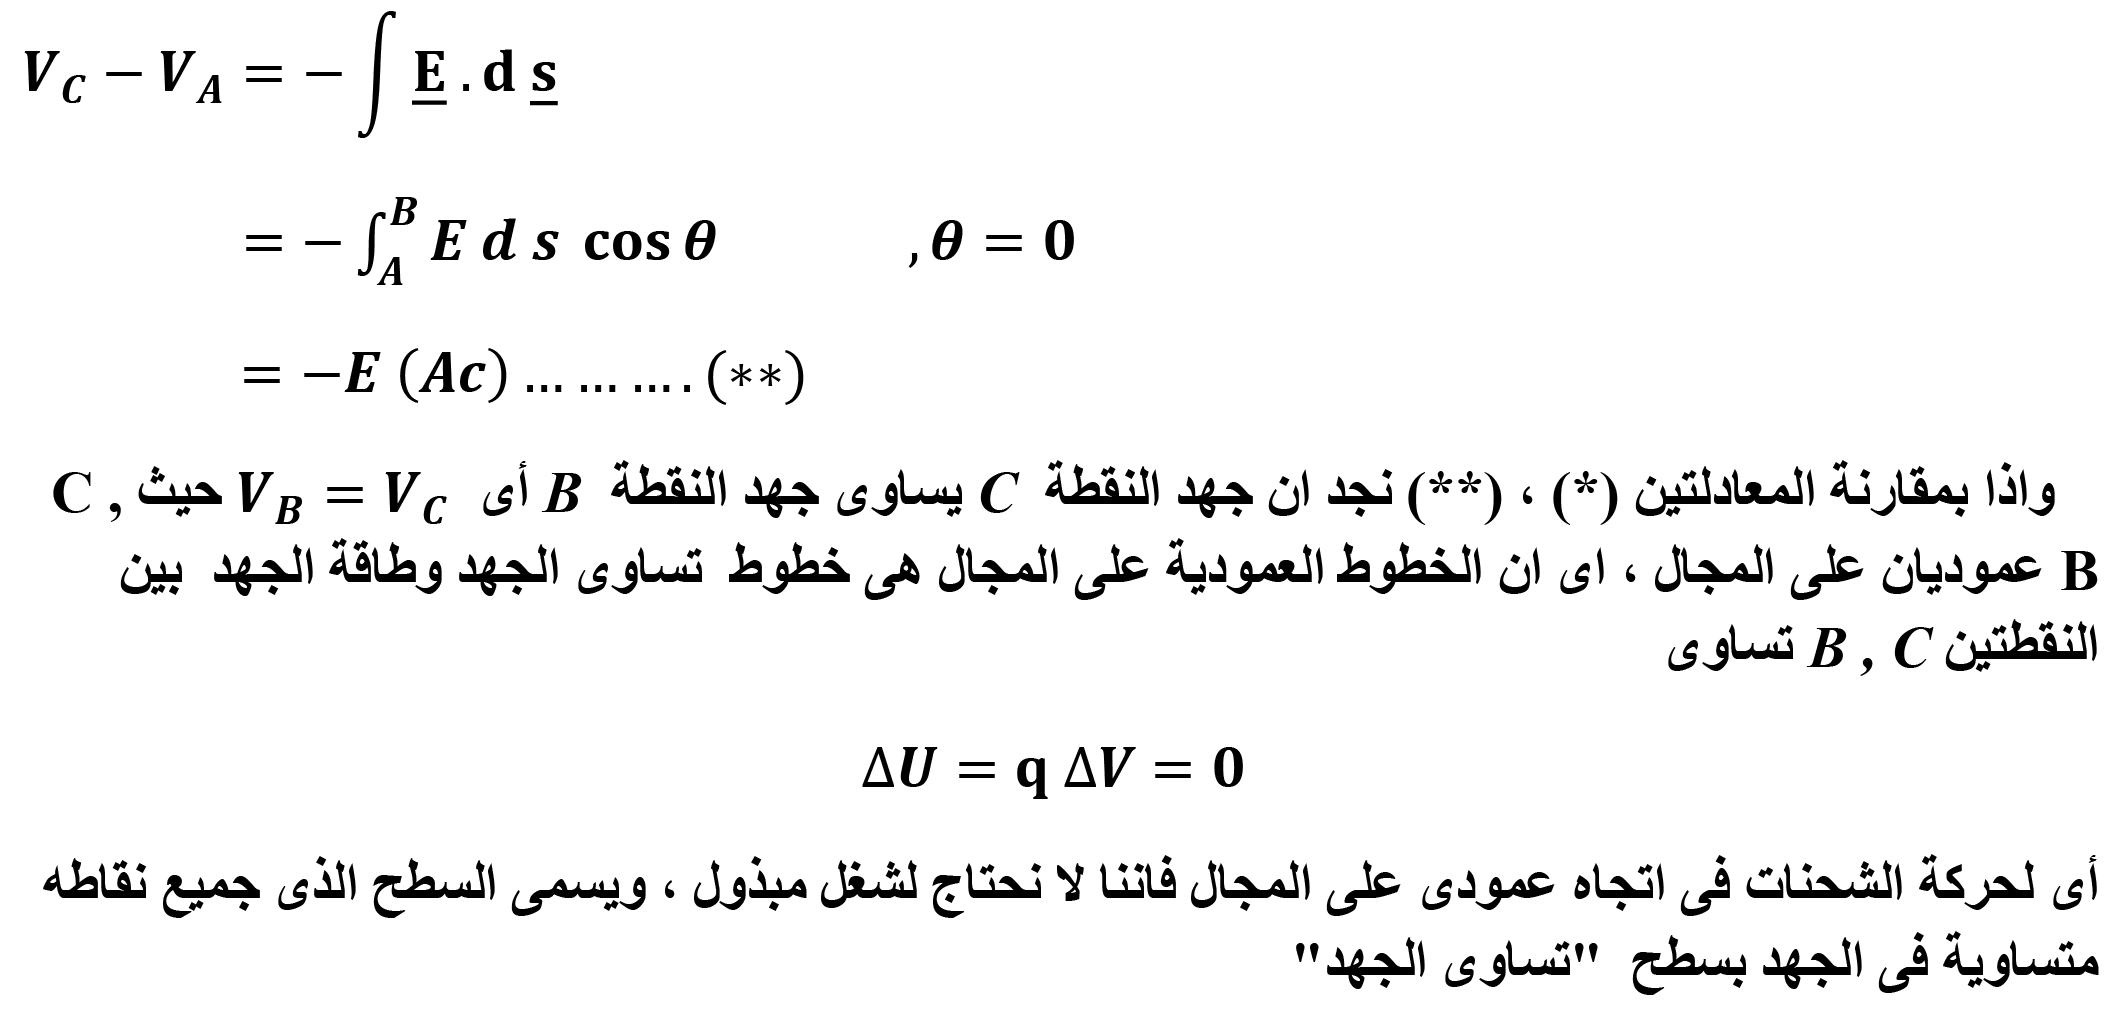 V_C − V_A = − ∫ E . d s
= − ∫_A^B E d s cos θ , θ = 0
= −E (Ac) … … … . (∗∗)
واذا بمقارنة المعادلتين (*) ، (**) نجد ان جهد النقطة C يساوى جهد النقطة B أى V_B = V_C حيث C ,
B عموديان على المجال ، اى ان الخطوط العمودية على المجال هى خطوط تساوى الجهد وطاقة الجهد بين
النقطتين B , C تساوى
ΔU = q ΔV = 0
أى لحركة الشحنات فى اتجاه عمودى على المجال فاننا لا نحتاج لشغل مبذول ، ويسمى السطح الذى جميع نقاطه
متساوية فى الجهد بسطح "تساوى الجهد"